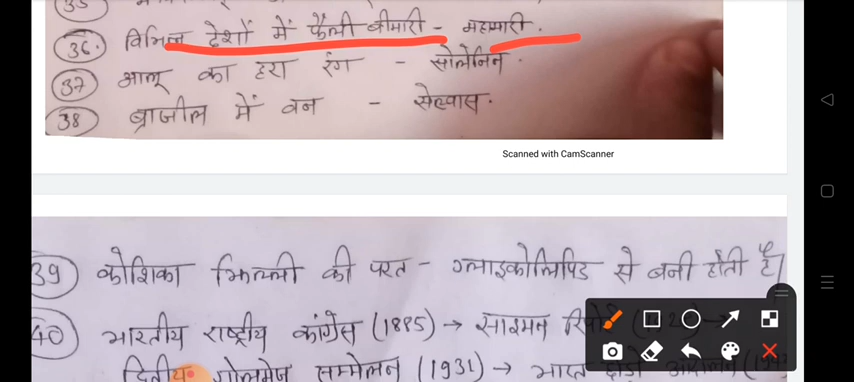 36. विभिन्न देशों में फैली बीमारी - महामारी.
37 आलू का हरा रंग - सोलेनिन.
38 ब्राजील में वन - सेल्वास.
Scanned with CamScanner
39 कोशिका झिल्ली की परत - ग्लाइकोलिपिड से बनी होती है।
40 भारतीय राष्ट्रीय कांग्रेस (1885) → साइमन
द्वितीय गोलमेज सम्मेलन (1931) → भारत